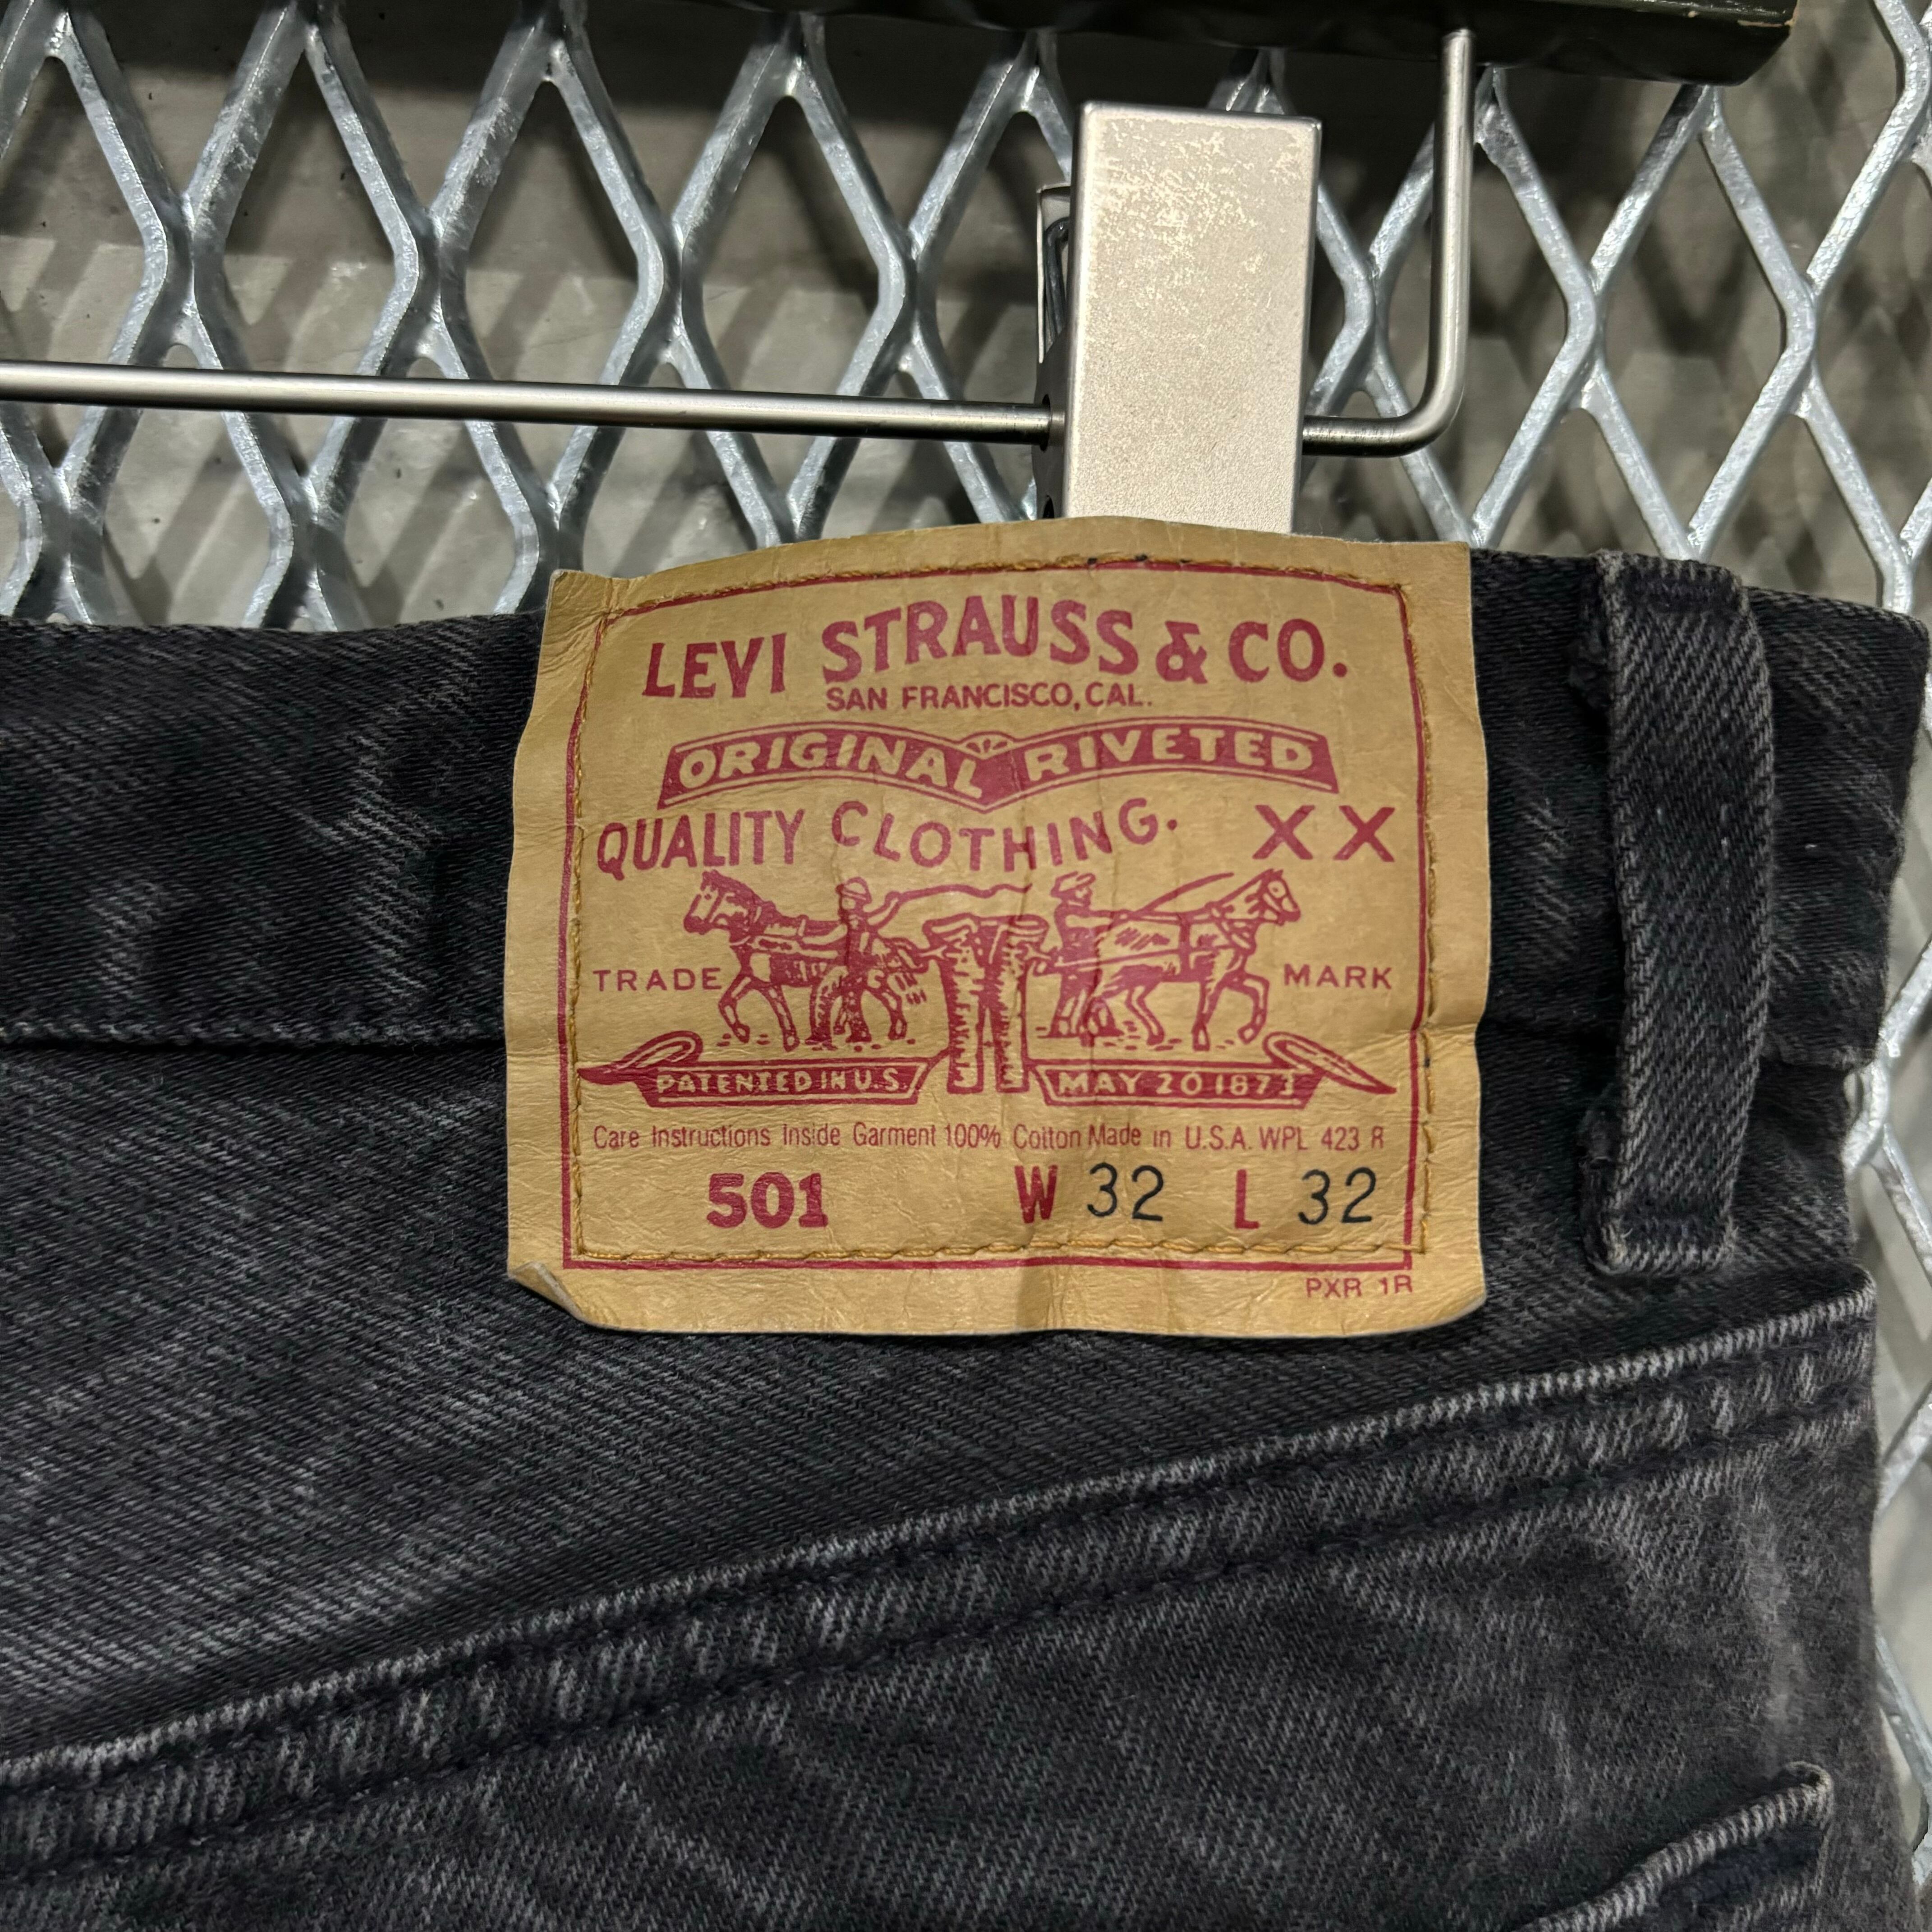 LEVI STRAUSS & CO.
SAN FRANCISCO, CAL.
ORIGINAL RIVETED
QUALITY CLOTHING. XX
TRADE MARK
PATENTED IN U.S. MAY 20 1873
Care Instructions Inside Garment 100% Cotton Made in U.S.A. WPL 423 R
501 W 32 L 32
PXR 1R